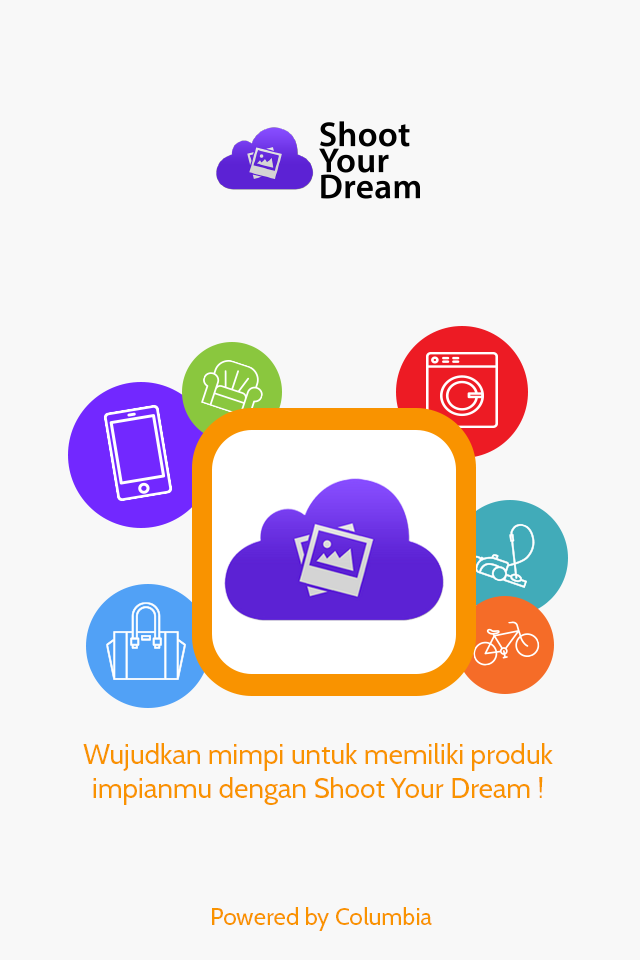 Shoot
Your
Dream
Wujudkan mimpi untuk memiliki produk
impianmu dengan Shoot Your Dream !
Powered by Columbia